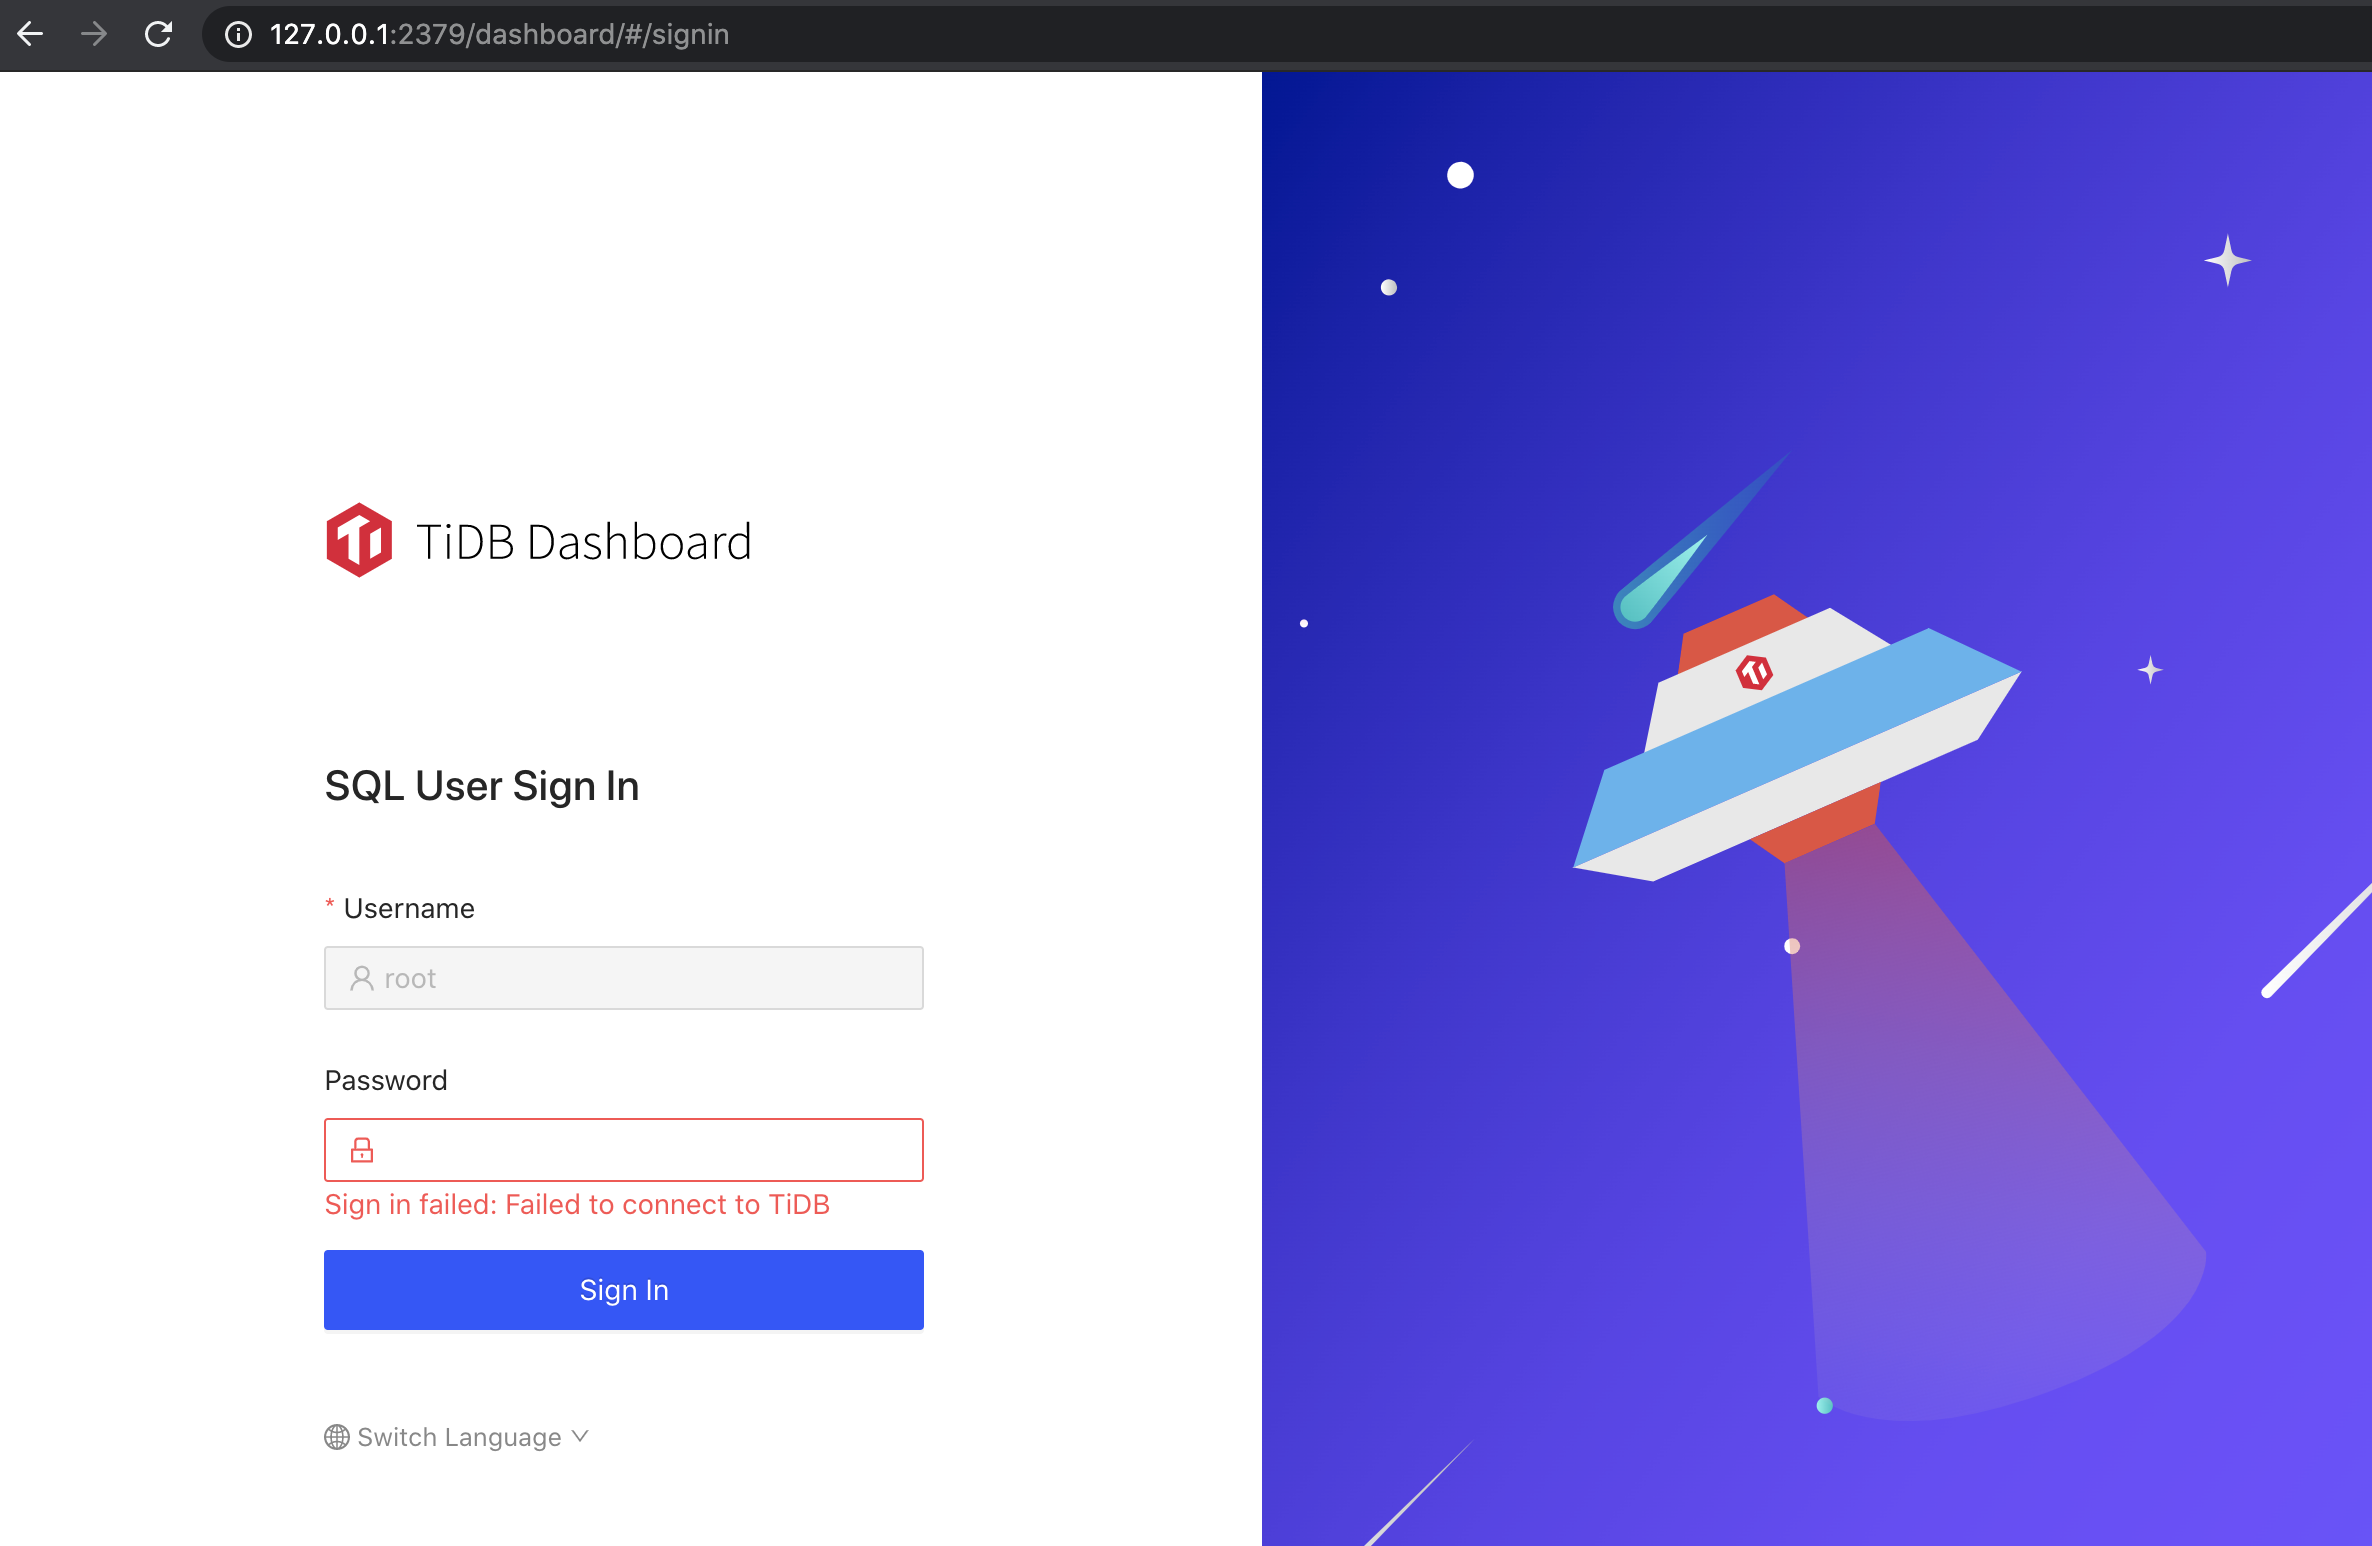 127.0.0.1:2379/dashboard/#/signin
TiDB Dashboard
SQL User Sign In
* Username
root
Password
Sign in failed: Failed to connect to TiDB
Sign In
Switch Language